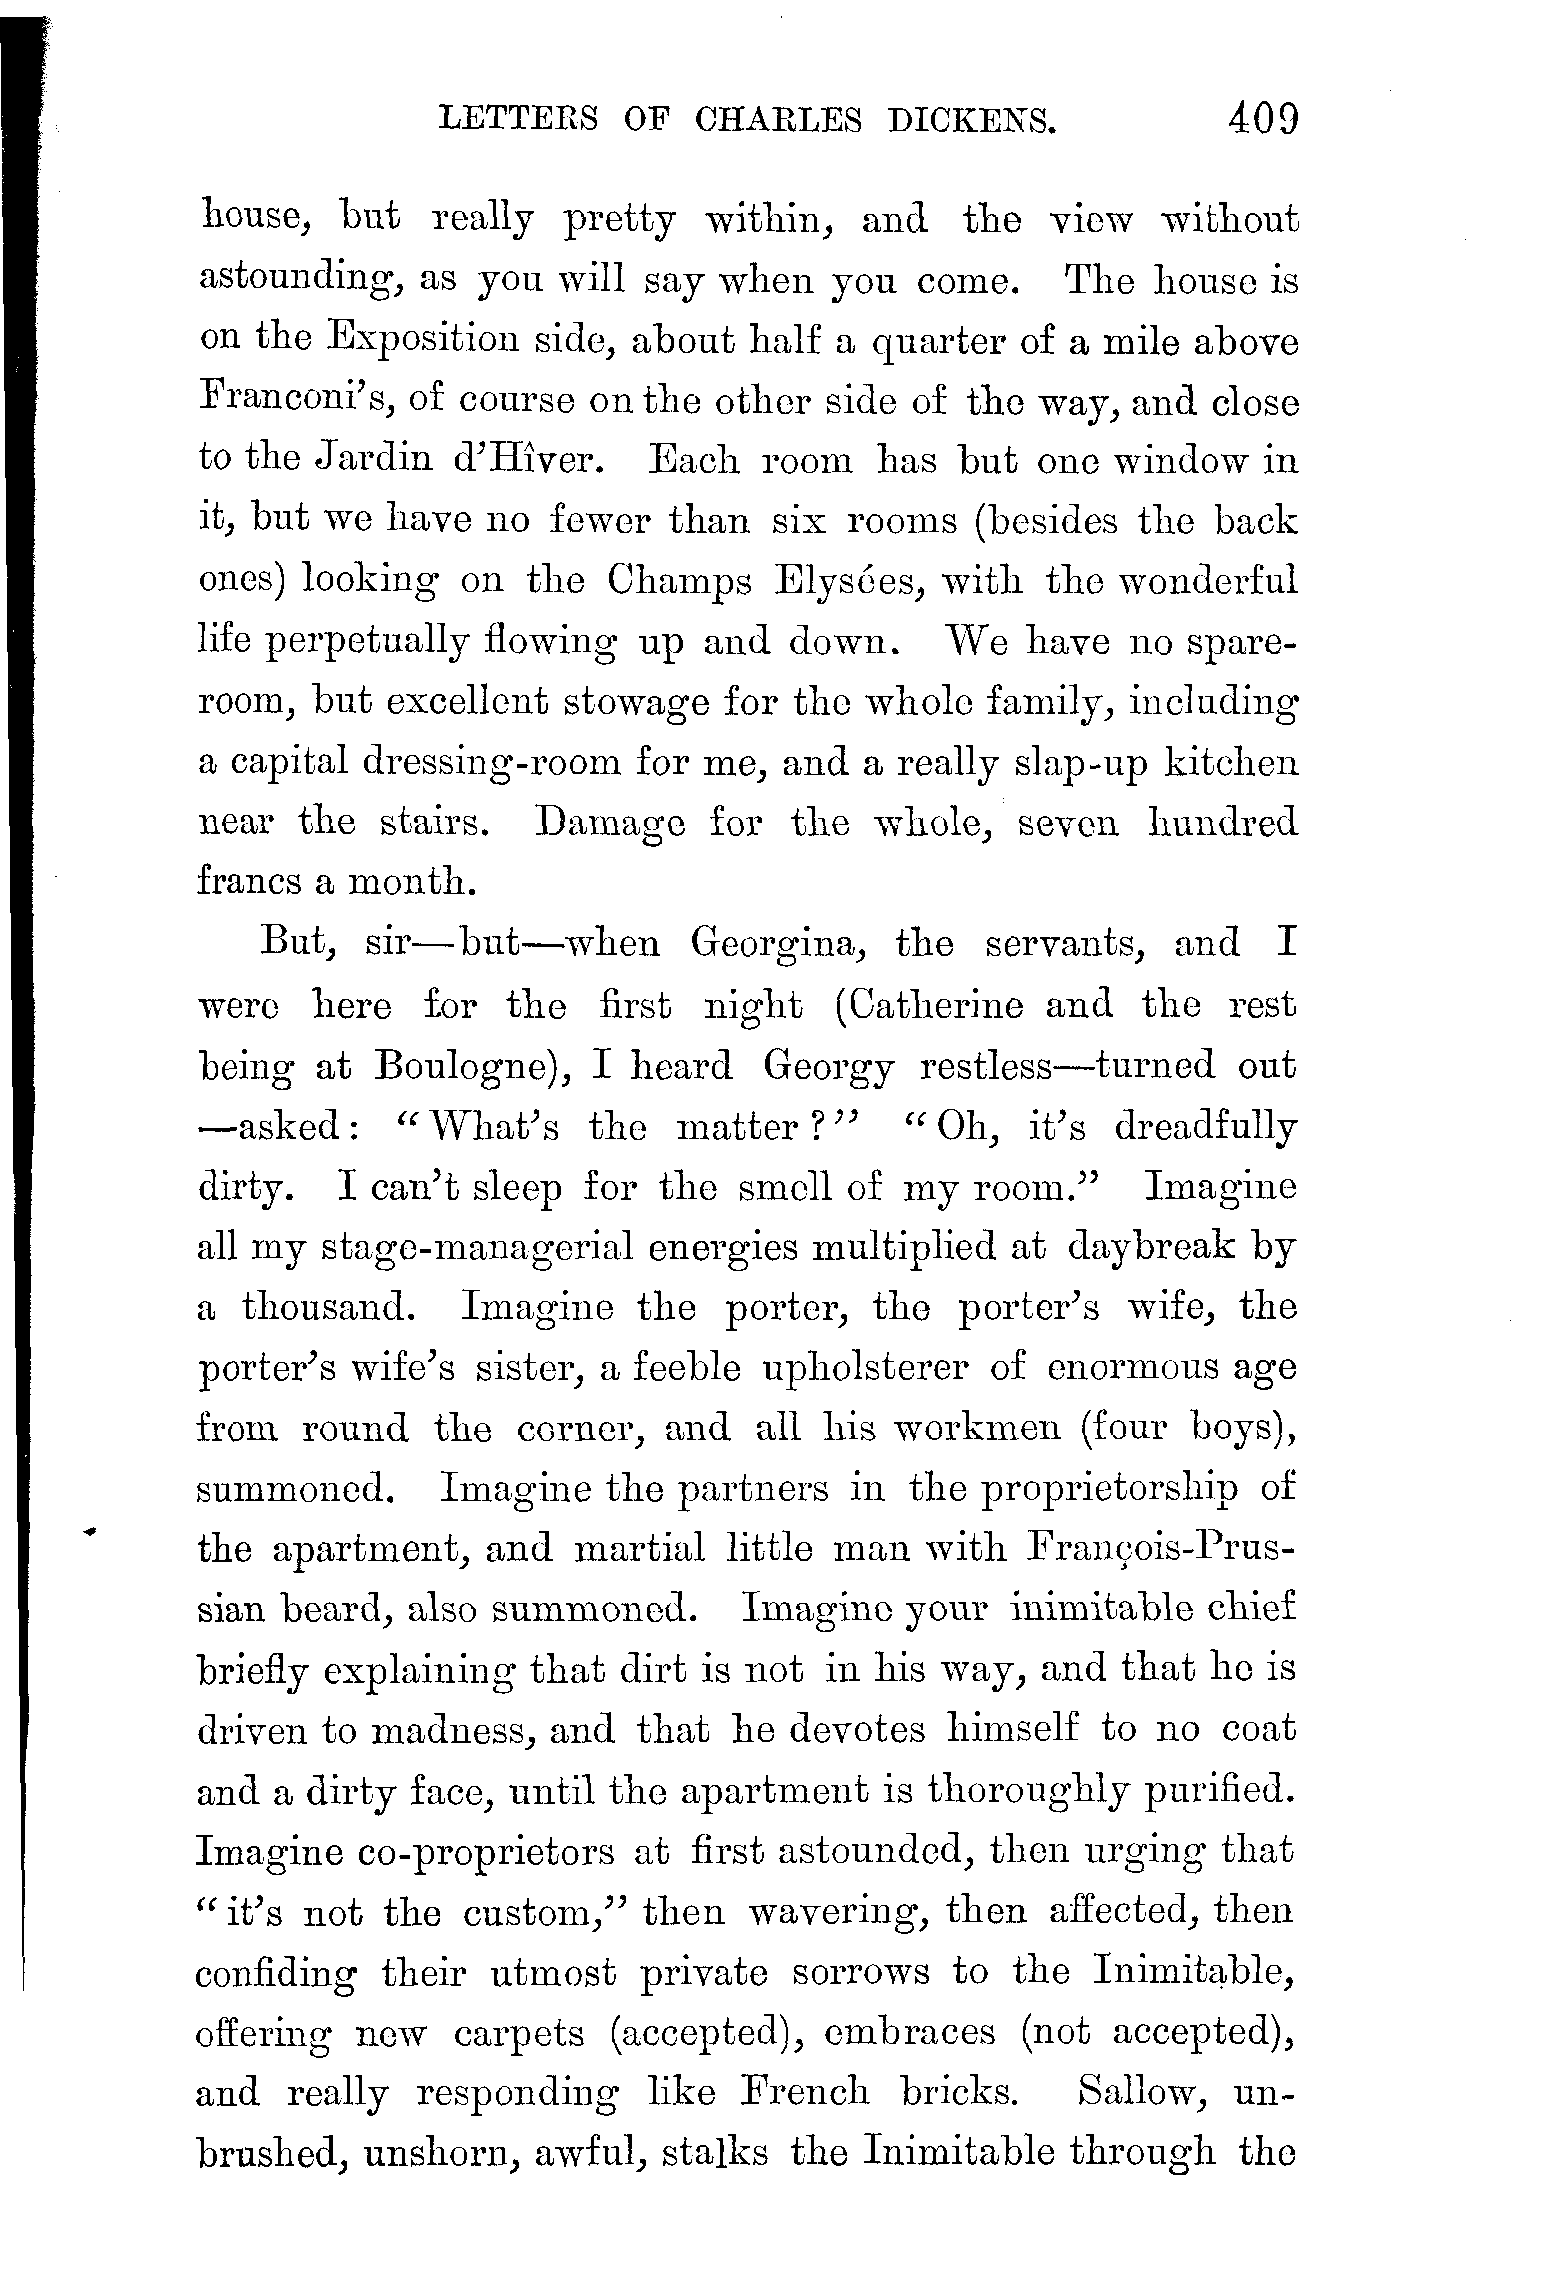 LETTERS OF CHARLES DICKENS. 409
house, but really pretty within, and the view without
astounding, as you will say when you come. The house is
on the Exposition side, about half a quarter of a mile above
Franconi's, of course on the other side of the way, and close
to the Jardin d'Hîver. Each room has but one window in
it, but we have no fewer than six rooms (besides the back
ones) looking on the Champs Elysées, with the wonderful
life perpetually flowing up and down. We have no spare-
room, but excellent stowage for the whole family, including
a capital dressing-room for me, and a really slap-up kitchen
near the stairs. Damage for the whole, seven hundred
francs a month.
But, sir—but—when Georgina, the servants, and I
were here for the first night (Catherine and the rest
being at Boulogne), I heard Georgy restless—turned out
—asked: "What's the matter?" "Oh, it's dreadfully
dirty. I can't sleep for the smell of my room." Imagine
all my stage-managerial energies multiplied at daybreak by
a thousand. Imagine the porter, the porter's wife, the
porter's wife's sister, a feeble upholsterer of enormous age
from round the corner, and all his workmen (four boys),
summoned. Imagine the partners in the proprietorship of
the apartment, and martial little man with François-Prus-
sian beard, also summoned. Imagine your inimitable chief
briefly explaining that dirt is not in his way, and that he is
driven to madness, and that he devotes himself to no coat
and a dirty face, until the apartment is thoroughly purified.
Imagine co-proprietors at first astounded, then urging that
"it's not the custom," then wavering, then affected, then
confiding their utmost private sorrows to the Inimitable,
offering new carpets (accepted), embraces (not accepted),
and really responding like French bricks. Sallow, un-
brushed, unshorn, awful, stalks the Inimitable through the